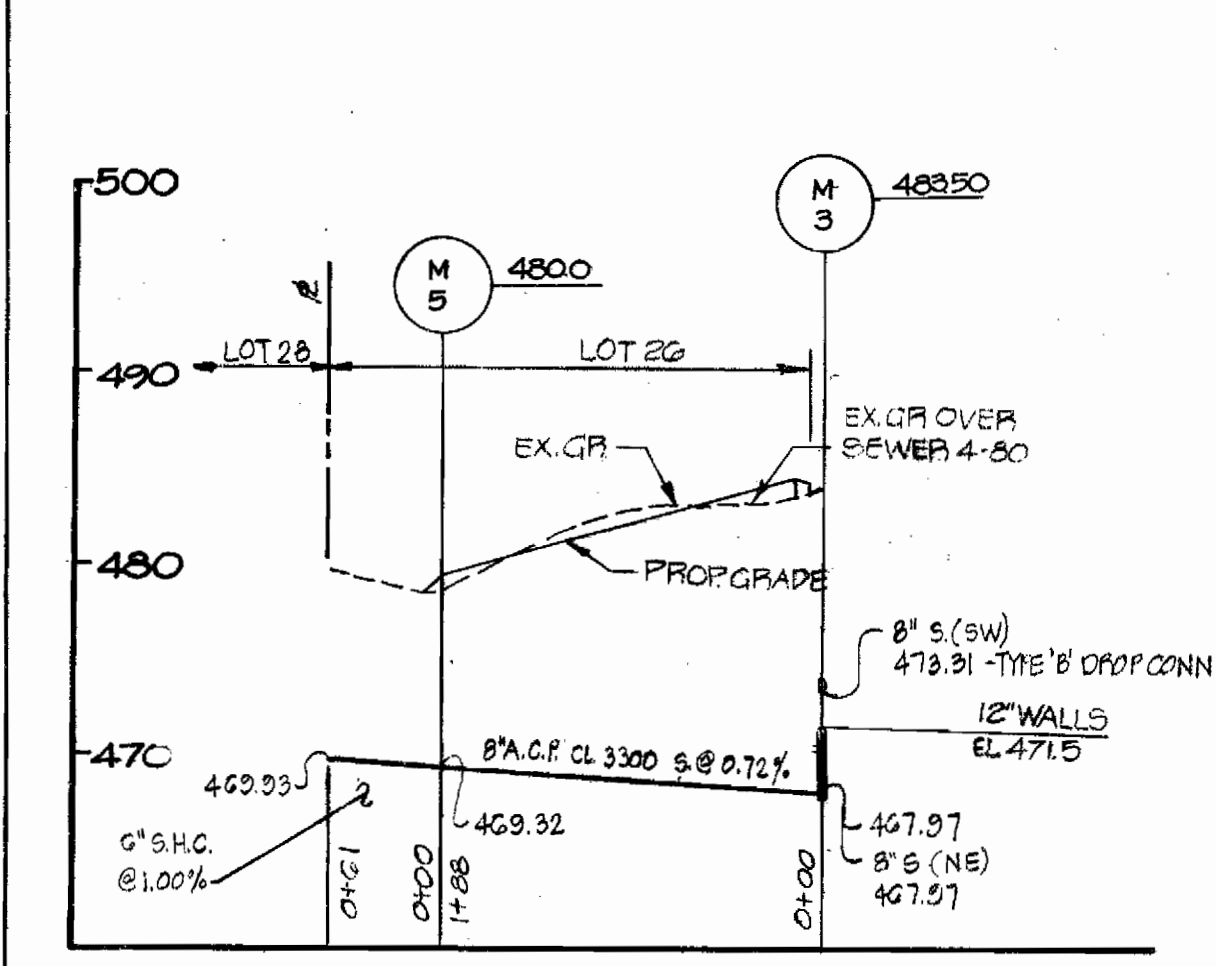 500
M
3
483.50
M
5
480.0
LOT 28
LOT 26
490
EX. GR OVER
SEWER 4-80
EX. GR
480
PROP. GRADE
8" S. (SW)
473.31 -TYPE 'B' DROP CONN
12" WALLS
EL 471.5
470
8" A.C.P. CL 3300 S. @ 0.72%
469.93
469.32
467.97
8" S (NE)
467.97
6" S.H.C.
@ 1.00%
0+61
0+00
1+88
0+00